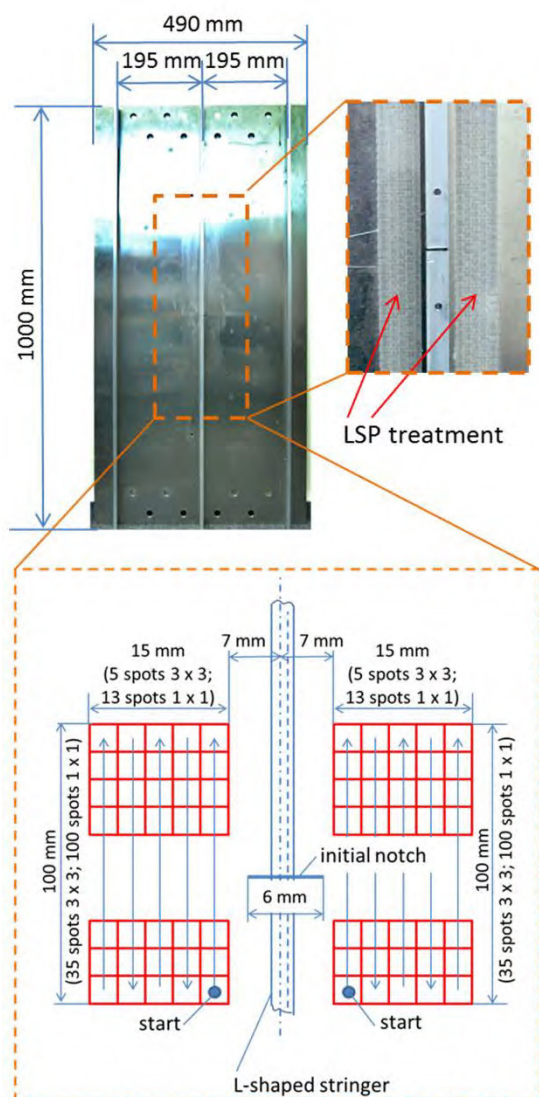 490 mm
195 mm 195 mm
1000 mm
LSP treatment
7 mm 7 mm
15 mm
(5 spots 3 x 3;
13 spots 1 x 1)
15 mm
(5 spots 3 x 3;
13 spots 1 x 1)
100 mm
(35 spots 3 x 3; 100 spots 1 x 1)
initial notch
6 mm
100 mm
(35 spots 3 x 3; 100 spots 1 x 1)
start
start
L-shaped stringer